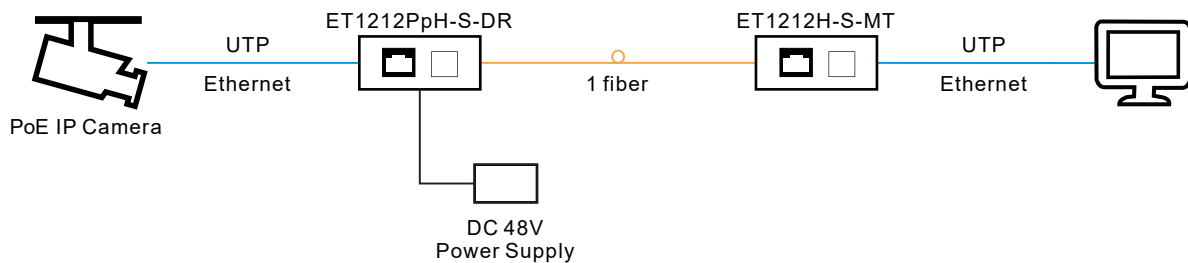 ET1212PpH-S-DR
ET1212H-S-MT
UTP
UTP
Ethernet
1 fiber
Ethernet
PoE IP Camera
DC 48V
Power Supply